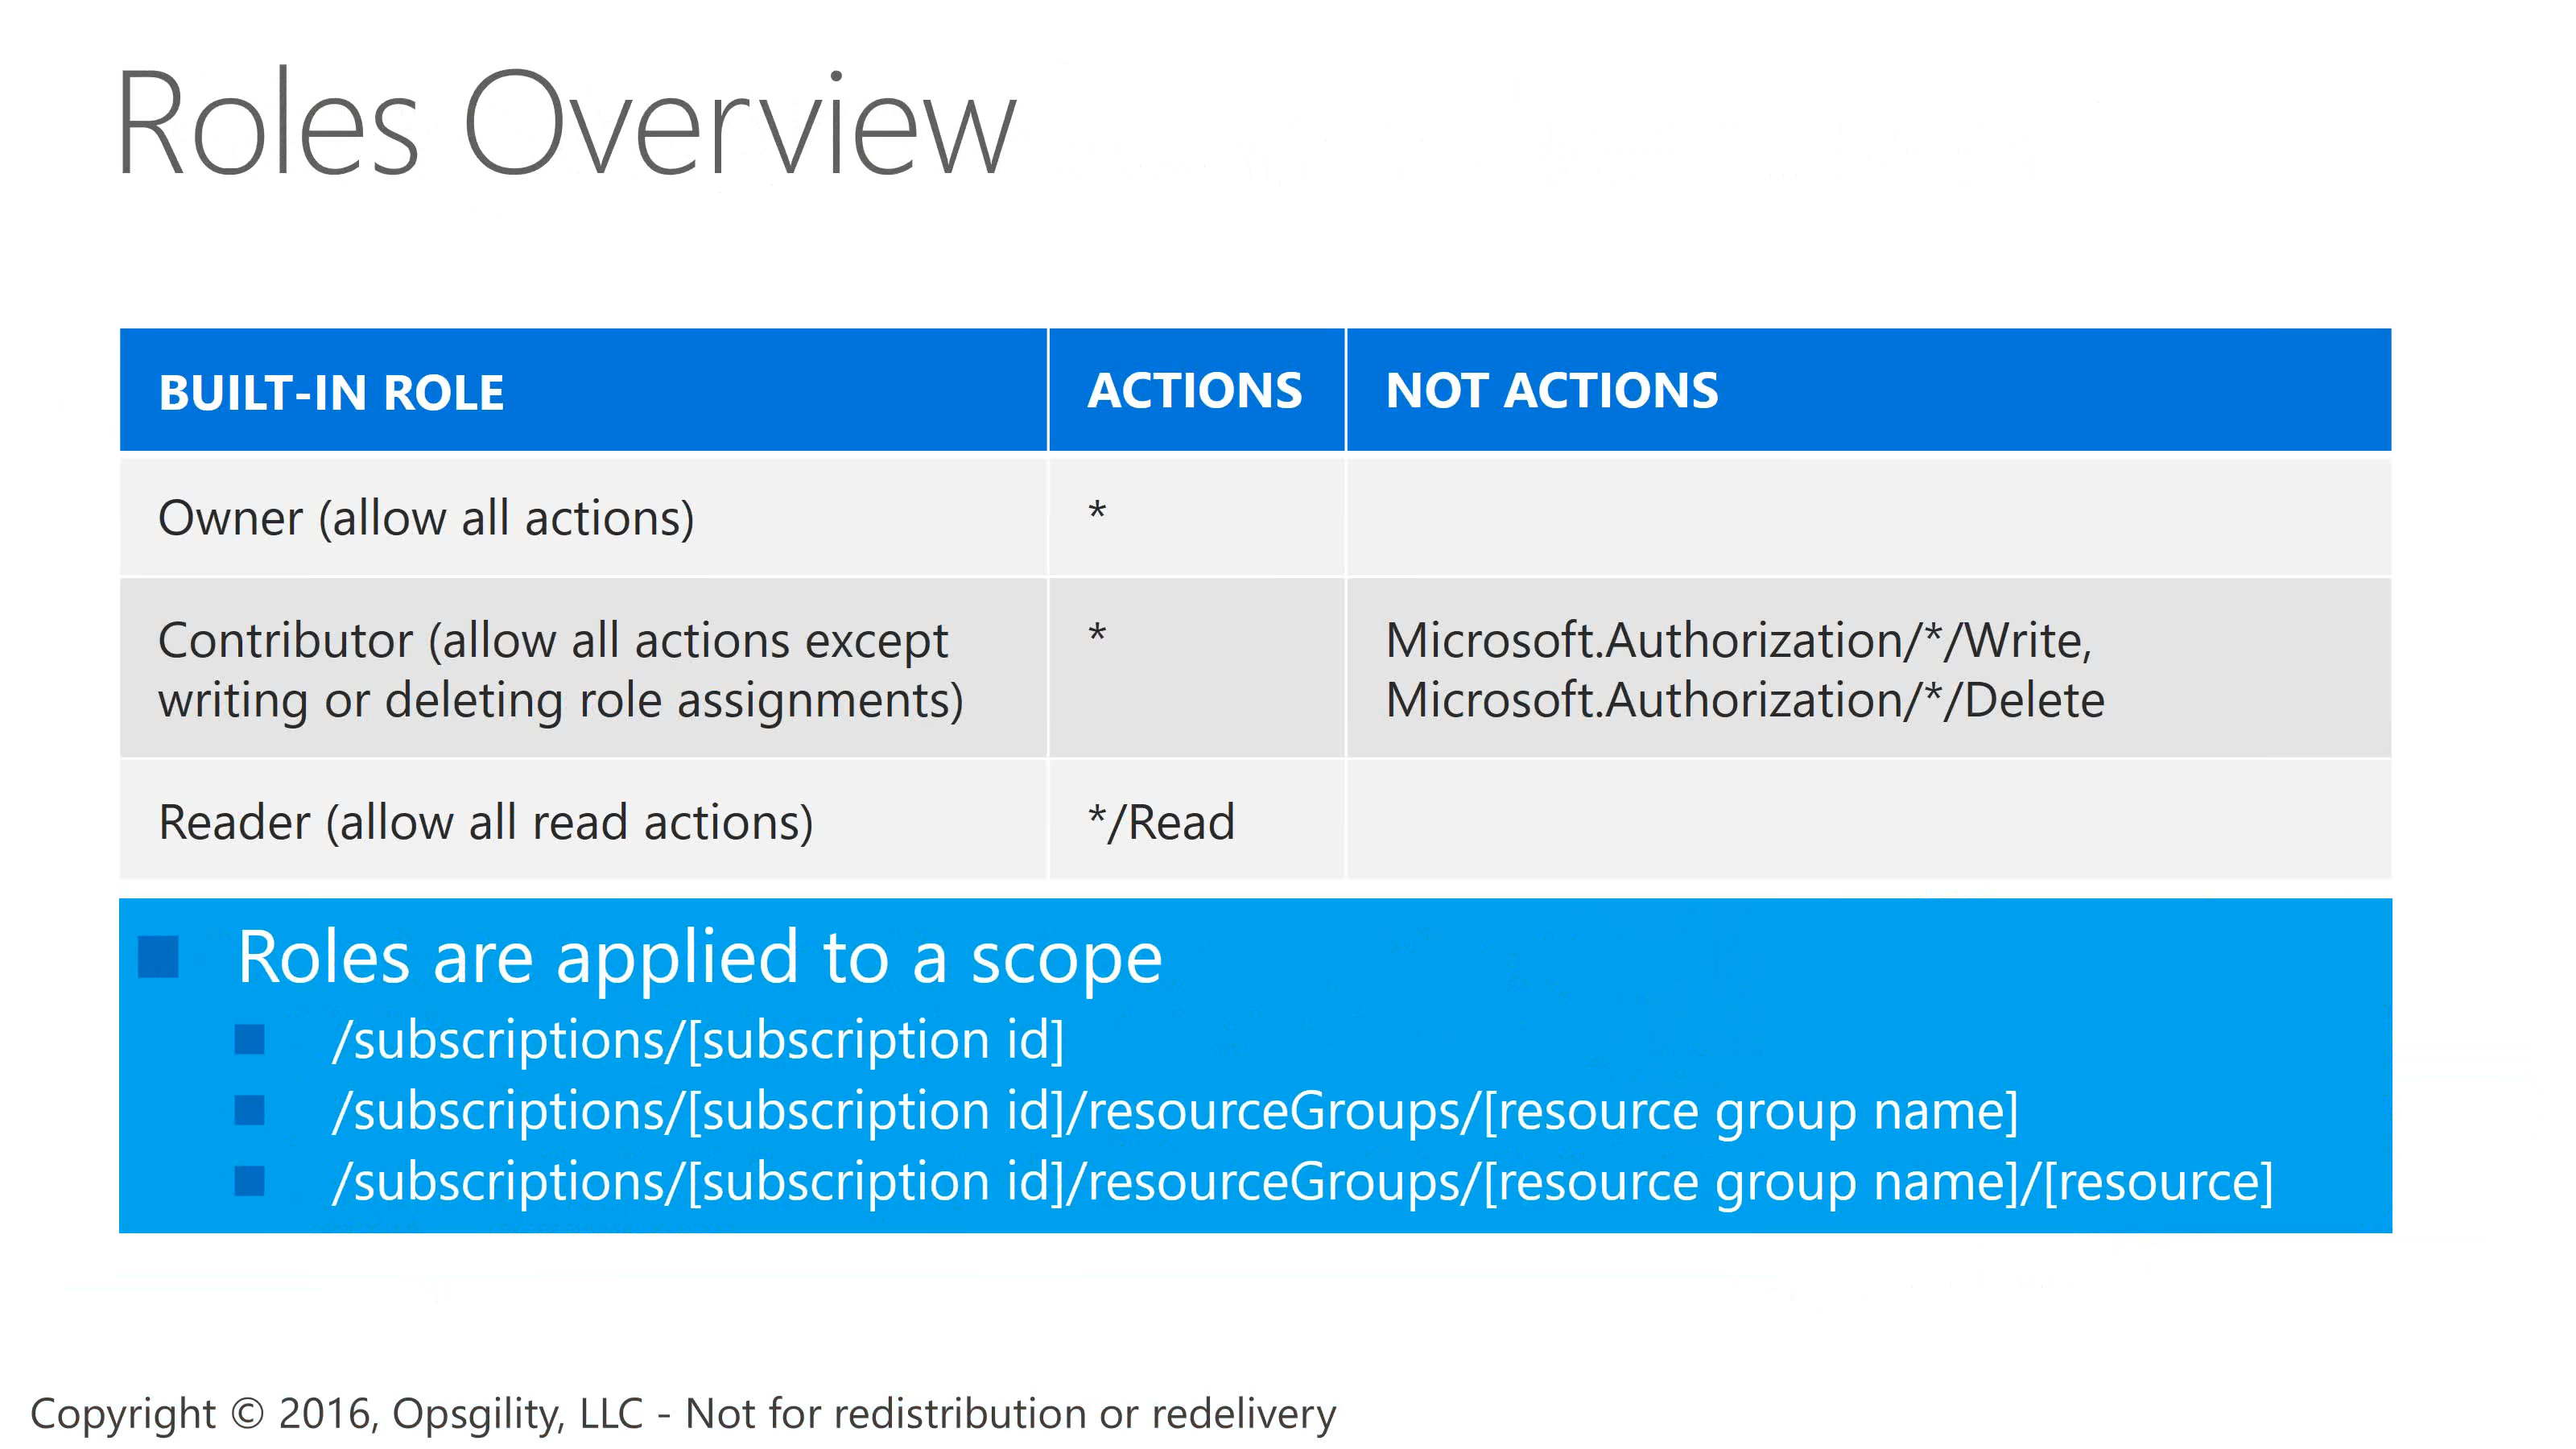 Roles Overview
BUILT-IN ROLE ACTIONS NOT ACTIONS
Owner (allow all actions) *
Contributor (allow all actions except
writing or deleting role assignments)
*
Microsoft.Authorization/*/Write,
Microsoft.Authorization/*/Delete
Reader (allow all read actions) */Read
Roles are applied to a scope
/subscriptions/[subscription id]
/subscriptions/[subscription id]/resourceGroups/[resource group name]
/subscriptions/[subscription id]/resourceGroups/[resource group name]/[resource]
Copyright © 2016, Opsgility, LLC - Not for redistribution or redelivery